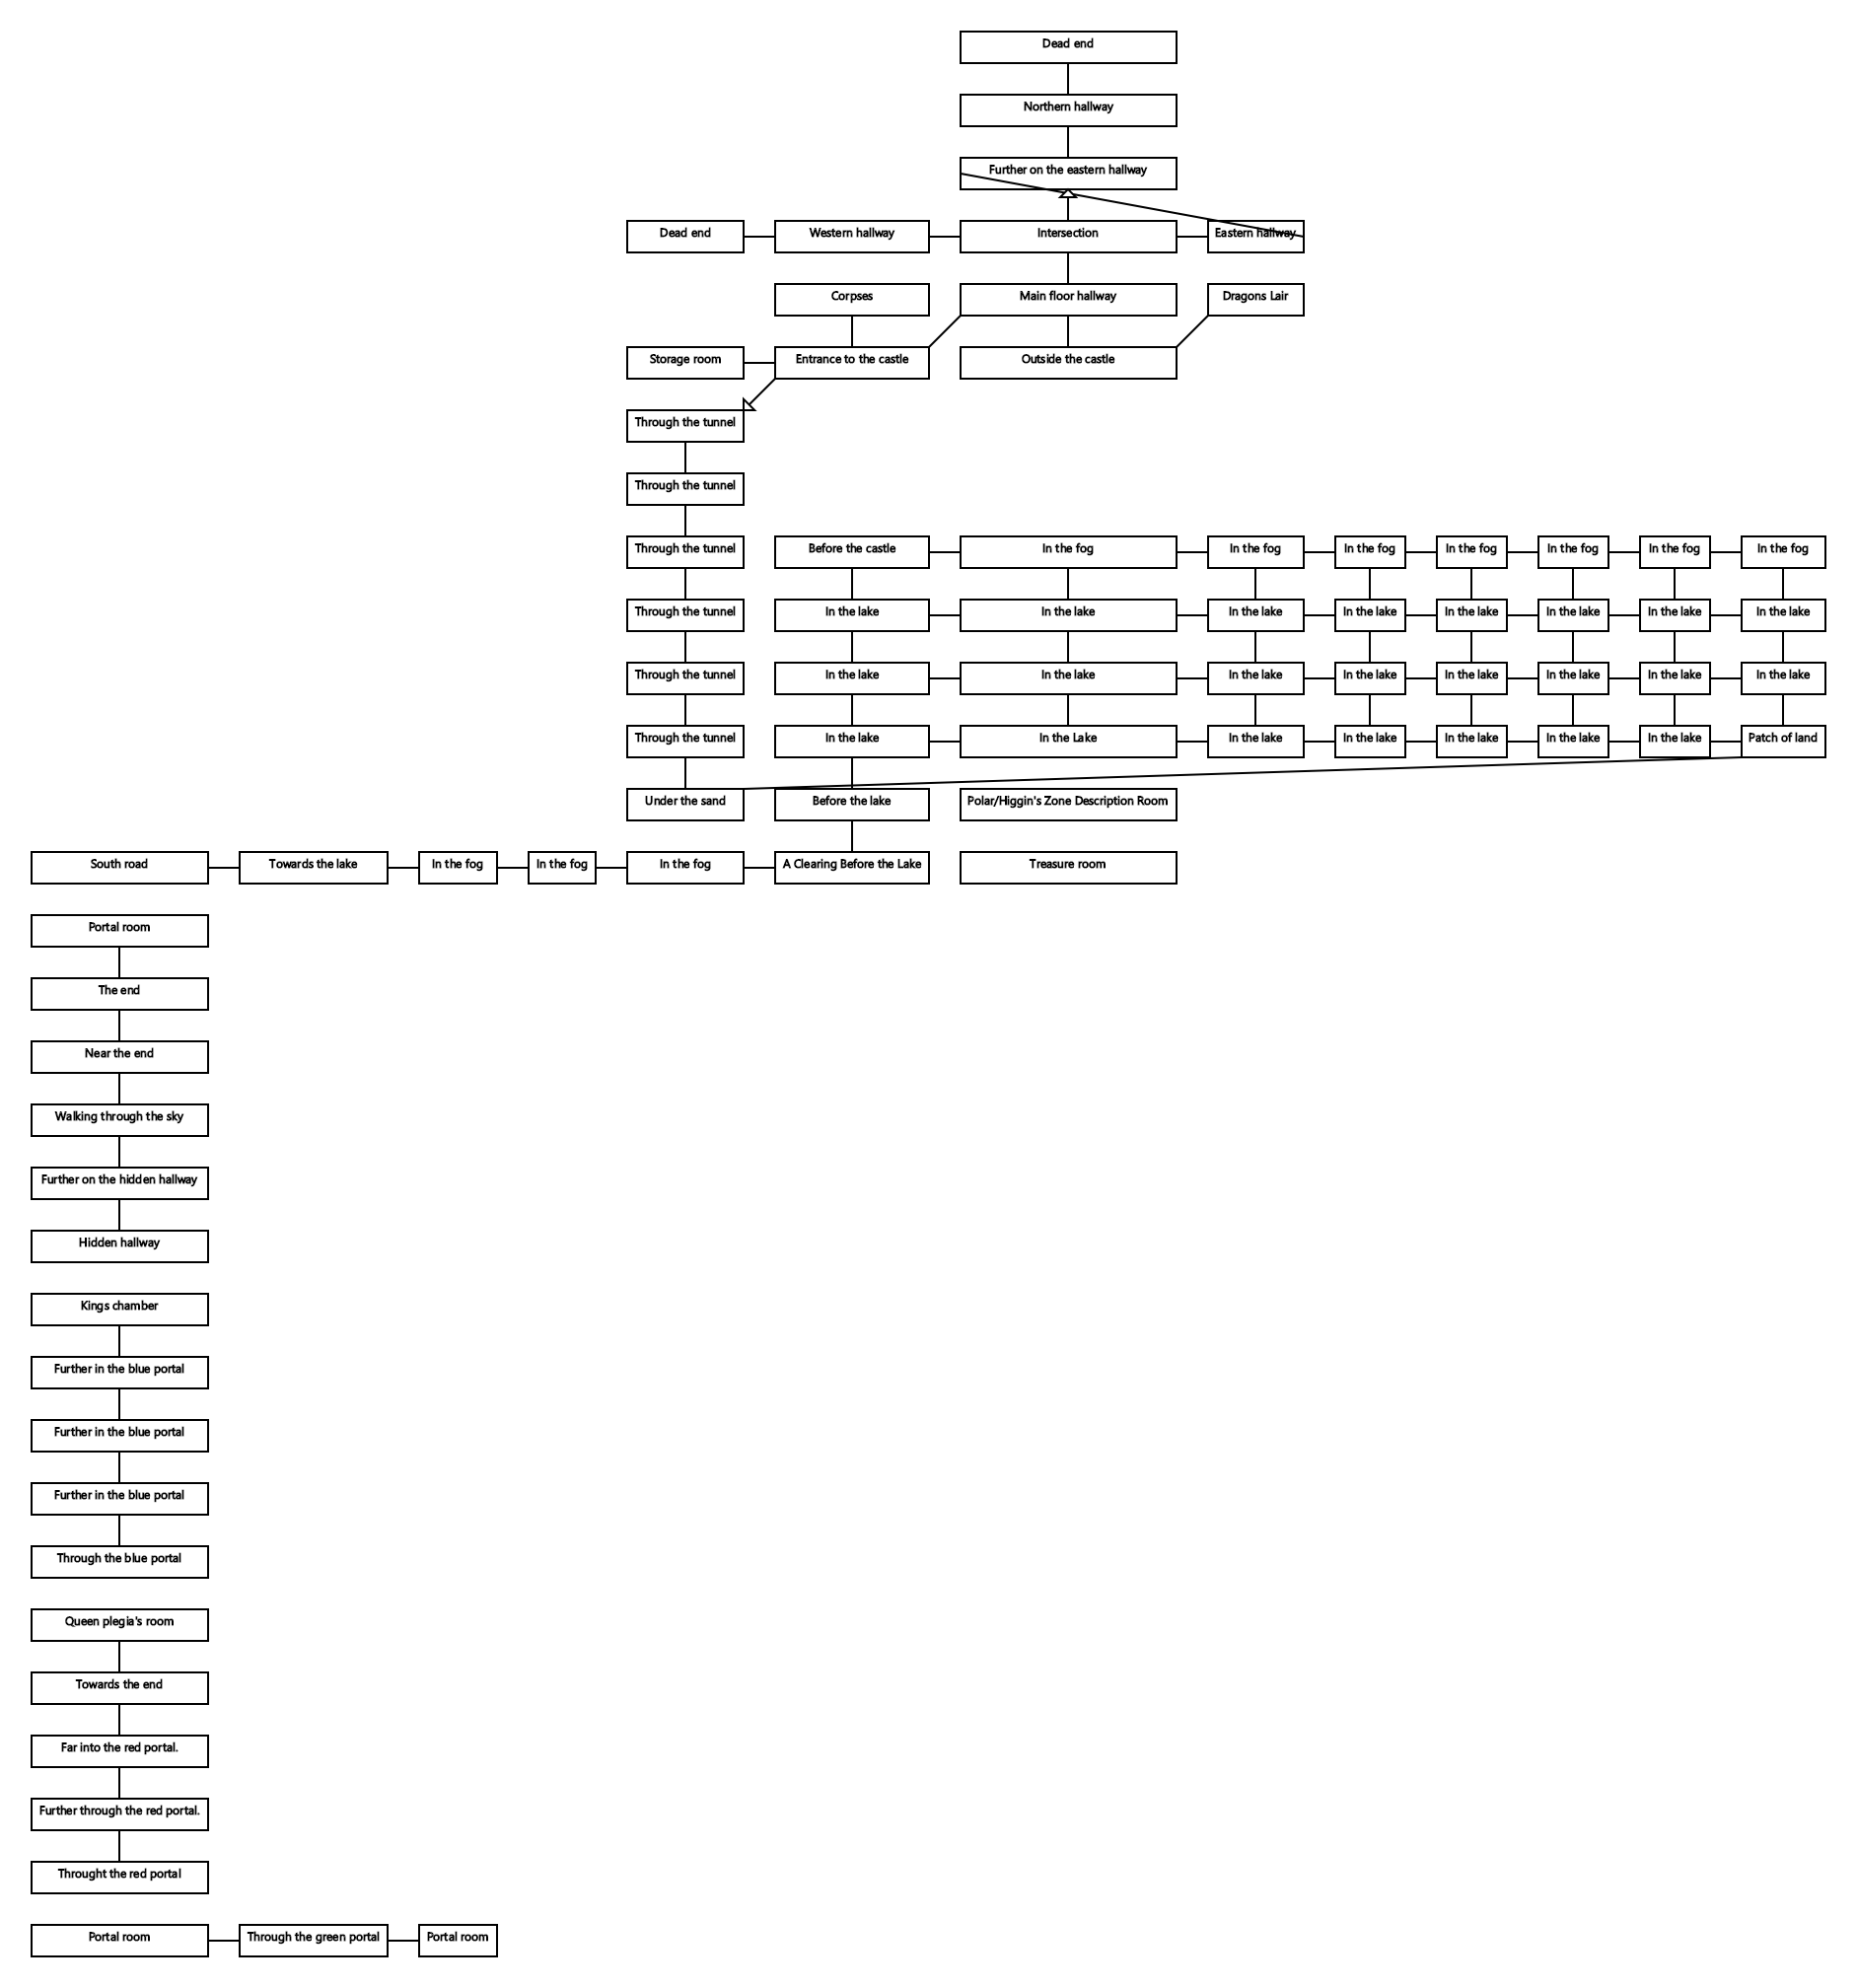 Dead end
Northern hallway
Further on the eastern hallway
Dead end
Western hallway
Intersection
Eastern hallway
Corpses
Main floor hallway
Dragons Lair
Storage room
Entrance to the castle
Outside the castle
Through the tunnel
Through the tunnel
Through the tunnel
Before the castle
In the fog
In the fog
In the fog
In the fog
In the fog
In the fog
In the fog
Through the tunnel
In the lake
In the lake
In the lake
In the lake
In the lake
In the lake
In the lake
In the lake
Through the tunnel
In the lake
In the lake
In the lake
In the lake
In the lake
In the lake
In the lake
In the lake
Through the tunnel
In the lake
In the Lake
In the lake
In the lake
In the lake
In the lake
In the lake
Patch of land
Under the sand
Before the lake
Polar/Higgin's Zone Description Room
South road
Towards the lake
In the fog
In the fog
In the fog
A Clearing Before the Lake
Treasure room
Portal room
The end
Near the end
Walking through the sky
Further on the hidden hallway
Hidden hallway
Kings chamber
Further in the blue portal
Further in the blue portal
Further in the blue portal
Through the blue portal
Queen plegia's room
Towards the end
Far into the red portal.
Further through the red portal.
Throught the red portal
Portal room
Through the green portal
Portal room